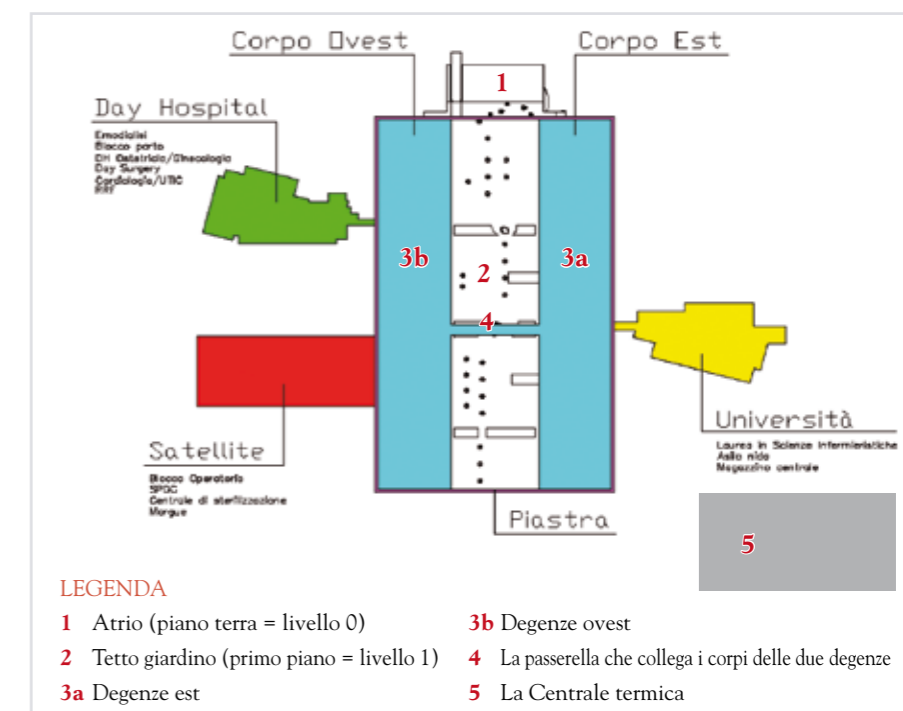 Corpo Ovest
Corpo Est
1
Day Hospital
Emodialisi
Blocco parto
DH Ostetricia/Ginecologia
Day Surgery
Cardiologia/UTIC
3b
2
3a
4
Università
Laurea in Scienze Infermieristiche
Asilo nido
Magazzino centrale
Satellite
Blocco Operatorio
SPDC
Centrale di sterilizzazione
Morgue
Piastra
5
LEGENDA
1 Atrio (piano terra = livello 0)
2 Tetto giardino (primo piano = livello 1)
3a Degenze est
3b Degenze ovest
4 La passerella che collega i corpi delle due degenze
5 La Centrale termica